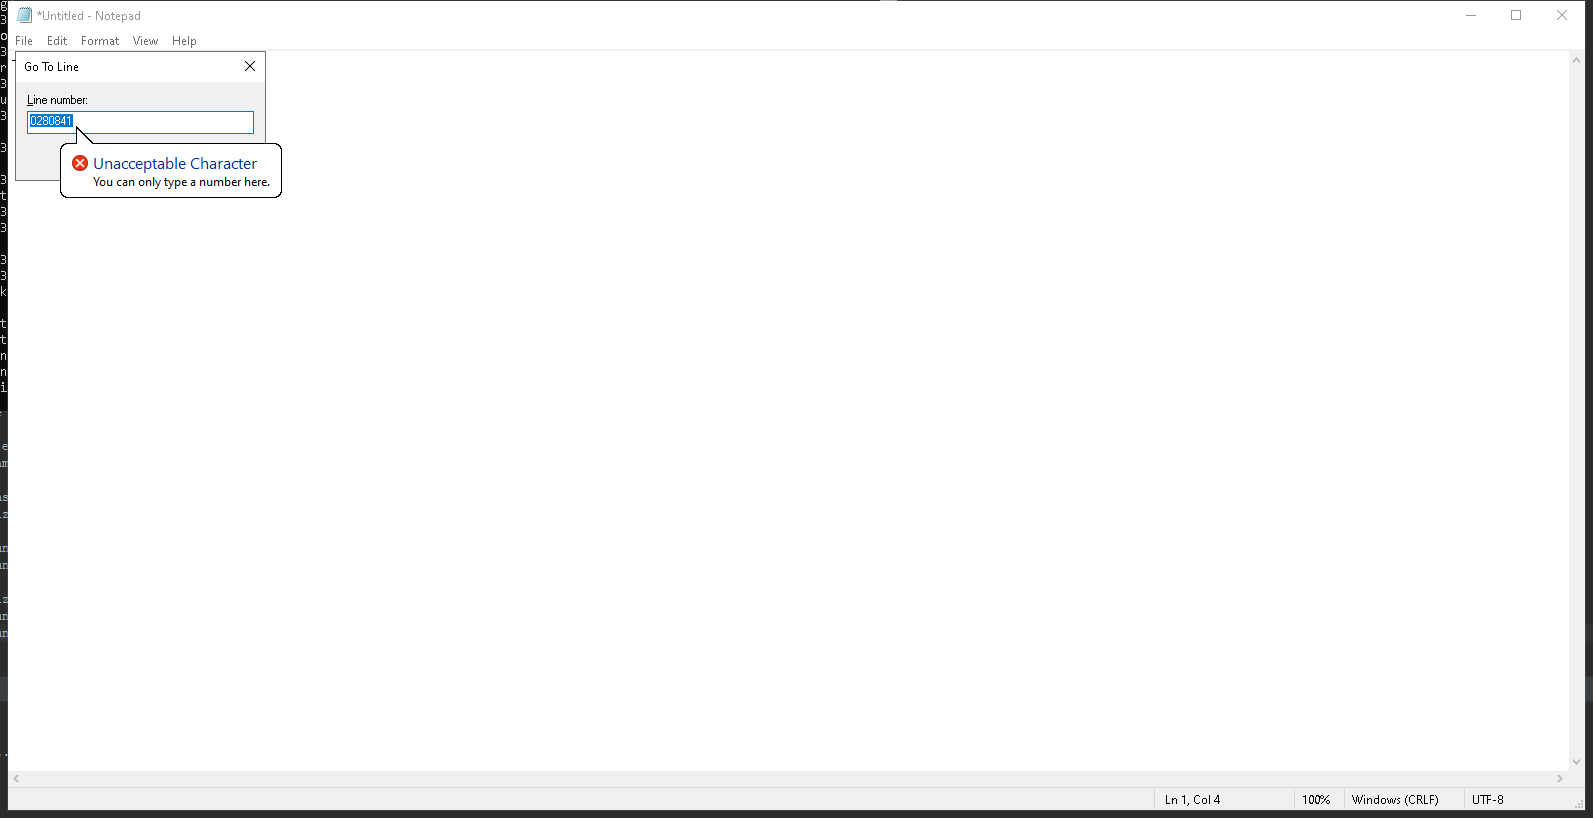 *Untitled - Notepad
File Edit Format View Help
Go To Line
Line number:
0280841
Unacceptable Character
You can only type a number here.
Ln 1, Col 4 100% Windows (CRLF) UTF-8